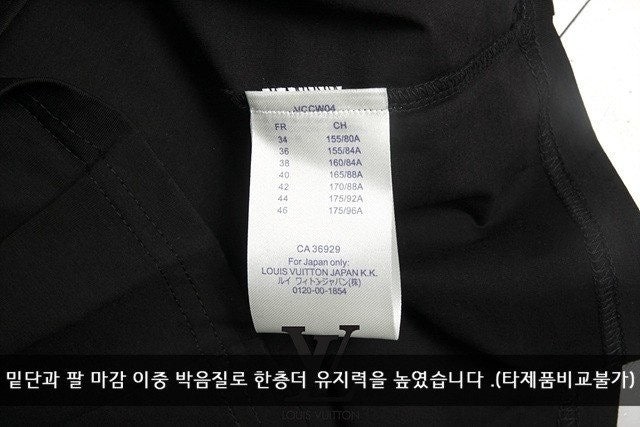 MCCW04
FR CH
34 155/80A
36 155/84A
38 160/84A
40 165/88A
42 170/88A
44 175/92A
46 175/96A
CA 36929
For Japan only:
LOUIS VUITTON JAPAN K.K.
ルイ ヴィトンジャパン(株)
0120-00-1854
밑단과 팔 마감 이중 박음질로 한층더 유지력을 높였습니다 .(타제품비교불가)
LOUIS VUITTON